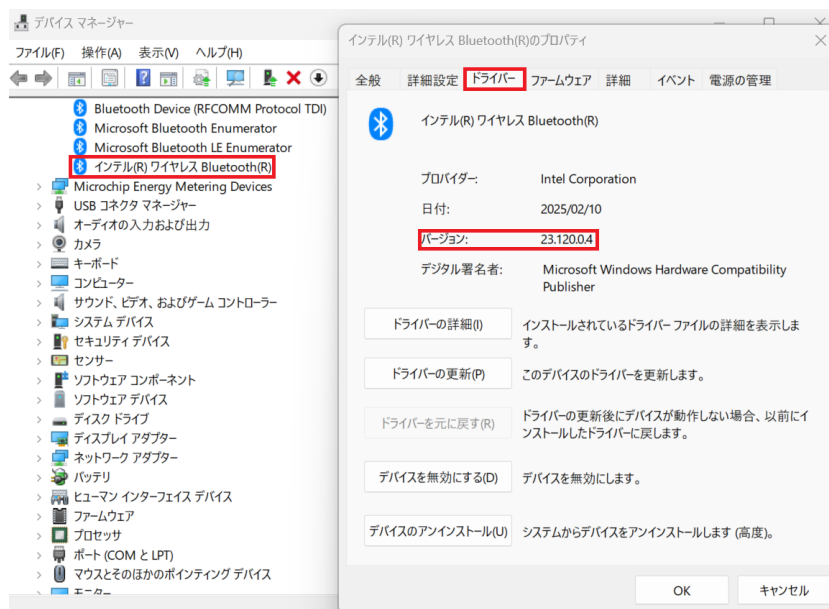 デバイス マネージャー
ファイル(F) 操作(A) 表示(V) ヘルプ(H)
Bluetooth Device (RFCOMM Protocol TDI)
Microsoft Bluetooth Enumerator
Microsoft Bluetooth LE Enumerator
インテル(R) ワイヤレス Bluetooth(R)
Microchip Energy Metering Devices
USB コネクタ マネージャー
オーディオの入力および出力
カメラ
キーボード
コンピューター
サウンド、ビデオ、およびゲーム コントローラー
システム デバイス
セキュリティ デバイス
センサー
ソフトウェア コンポーネント
ソフトウェア デバイス
ディスク ドライブ
ディスプレイ アダプター
ネットワーク アダプター
バッテリ
ヒューマン インターフェイス デバイス
ファームウェア
プロセッサ
ポート (COM と LPT)
マウスとそのほかのポインティング デバイス
モニター
インテル(R) ワイヤレス Bluetooth(R)のプロパティ
全般 詳細設定 ドライバー ファームウェア 詳細 イベント 電源の管理
インテル(R) ワイヤレス Bluetooth(R)
プロバイダー: Intel Corporation
日付: 2025/02/10
バージョン: 23.120.0.4
デジタル署名者: Microsoft Windows Hardware Compatibility
Publisher
ドライバーの詳細(I) インストールされているドライバー ファイルの詳細を表示しま
す。
ドライバーの更新(P) このデバイスのドライバーを更新します。
ドライバーを元に戻す(R) ドライバーの更新後にデバイスが動作しない場合、以前にイ
ンストールしたドライバーに戻します。
デバイスを無効にする(D) デバイスを無効にします。
デバイスのアンインストール(U) システムからデバイスをアンインストールします (高度)。
OK キャンセル